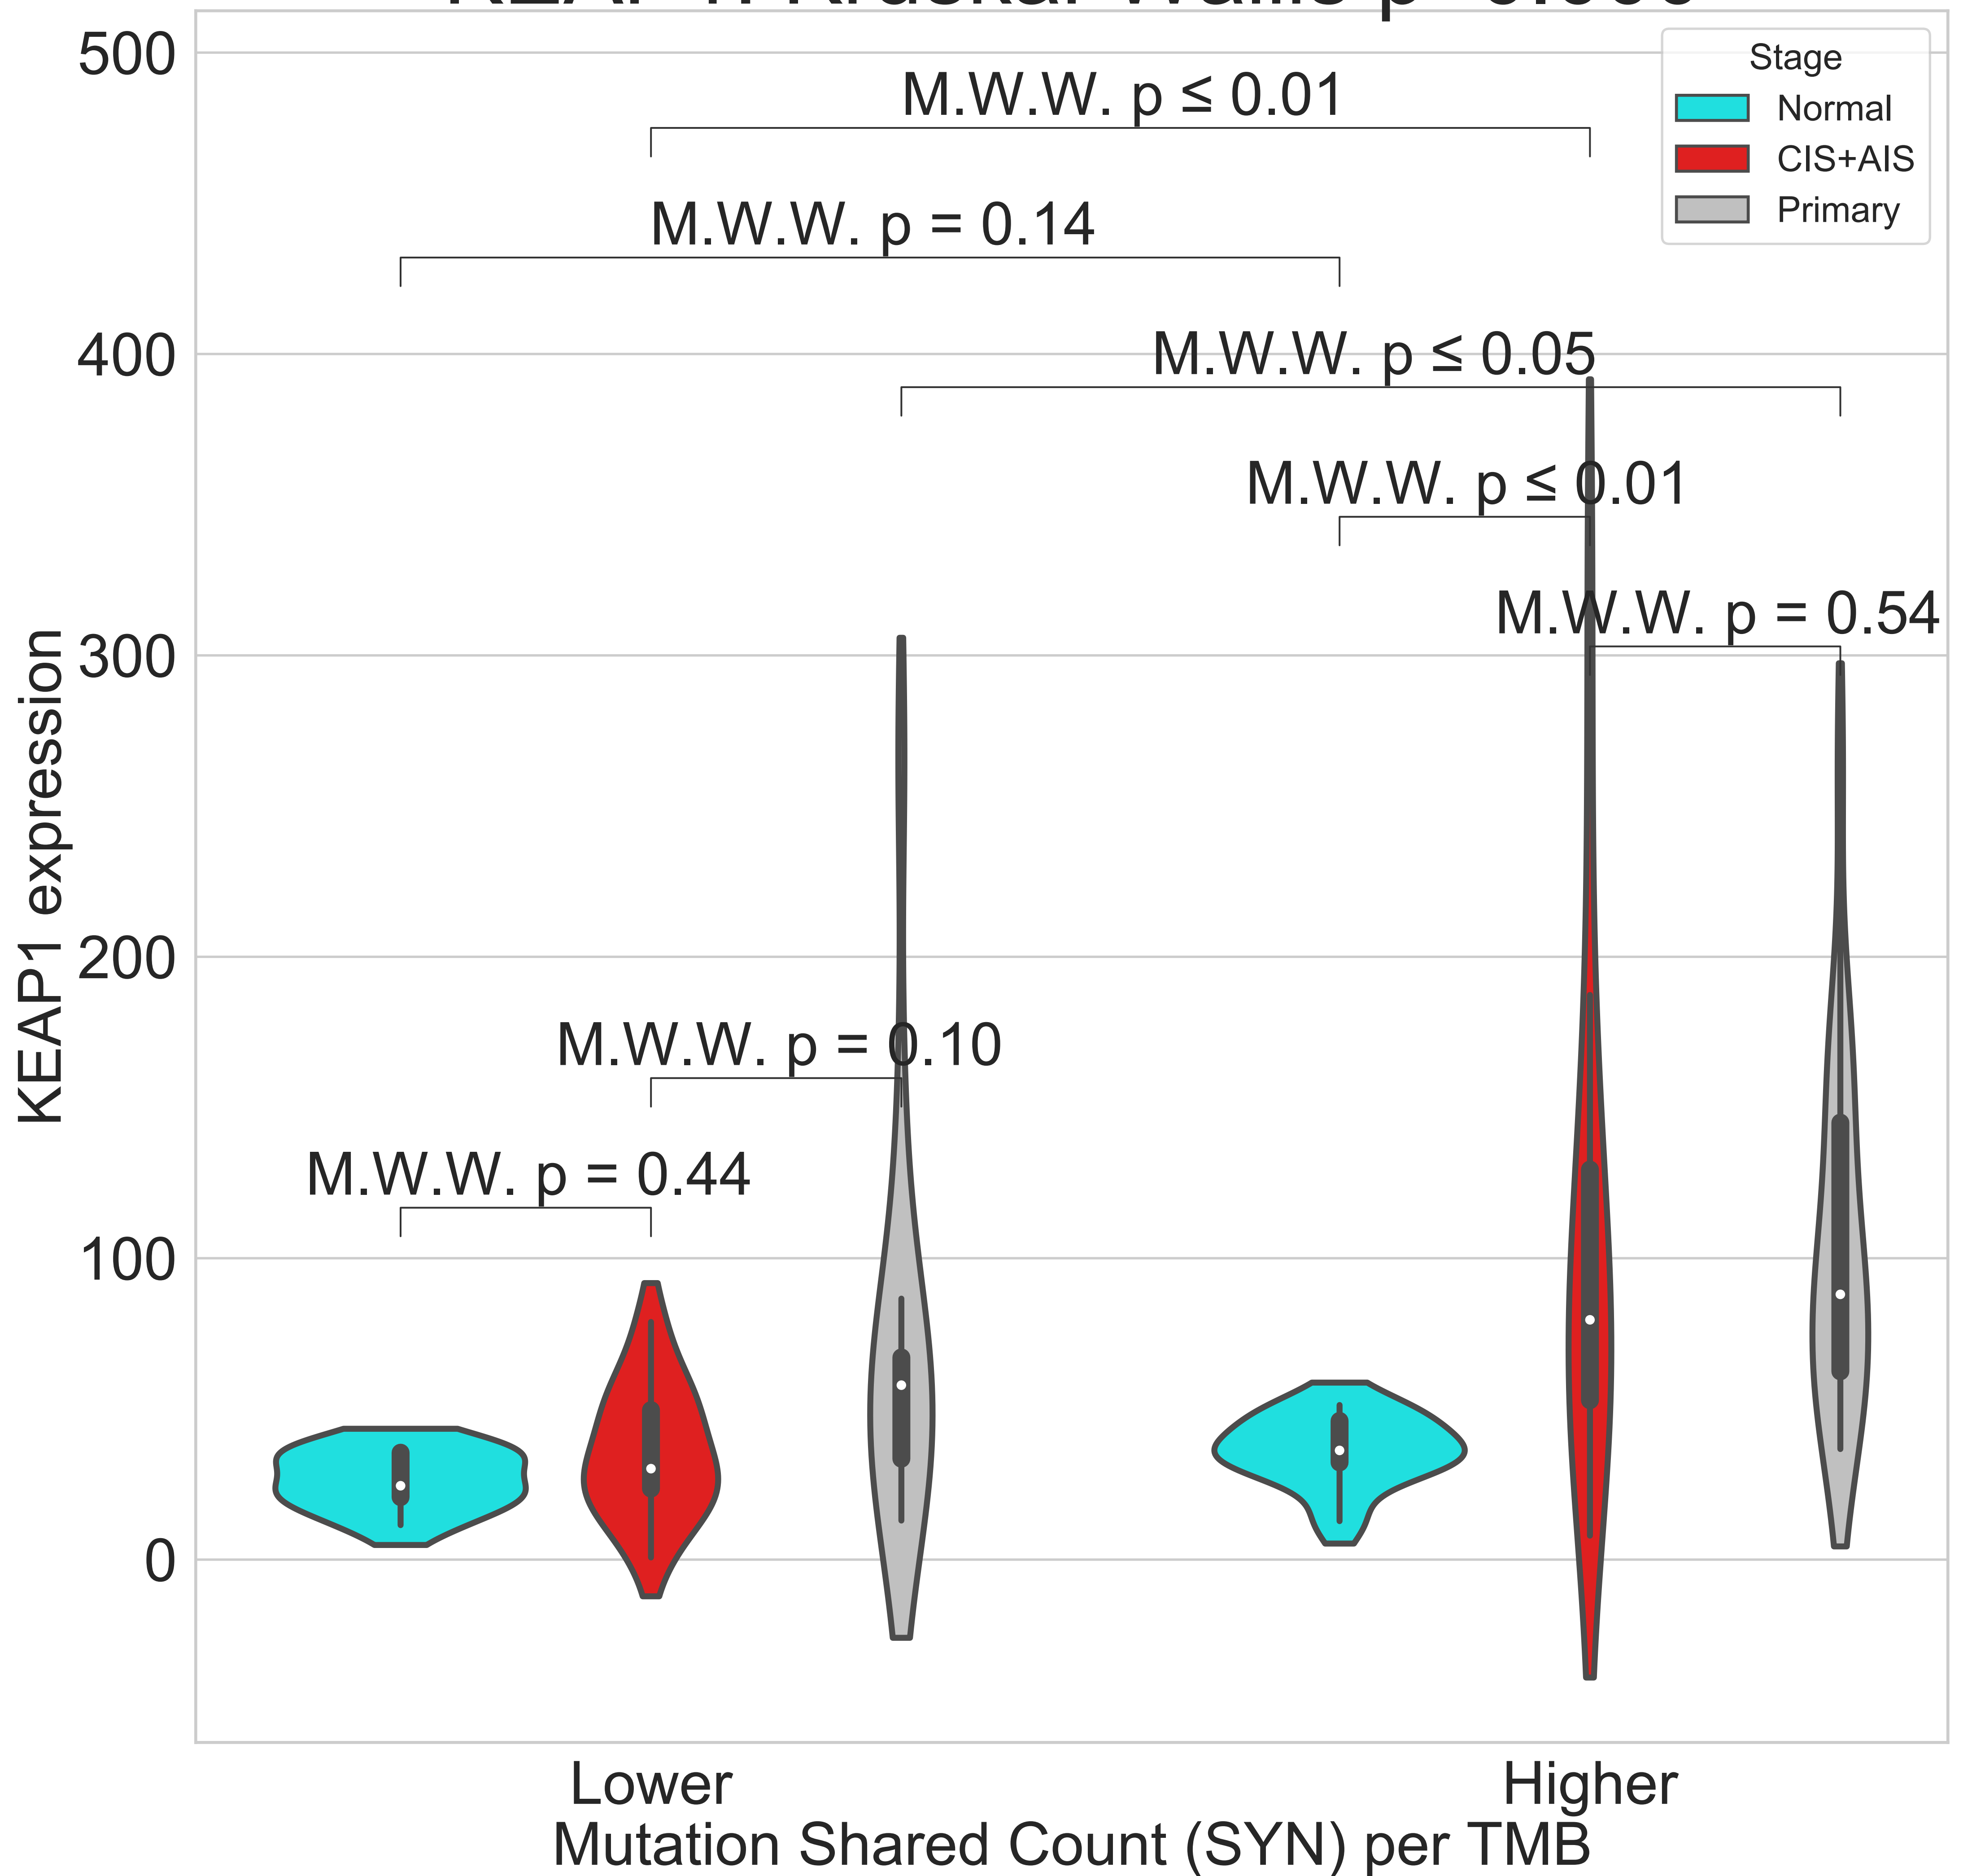 500
M.W.W. p ≤ 0.01
M.W.W. p = 0.14
400
M.W.W. p ≤ 0.05
M.W.W. p ≤ 0.01
M.W.W. p = 0.54
300
200
M.W.W. p = 0.10
M.W.W. p = 0.44
100
0
KEAP1 expression
Stage
Normal
CIS+AIS
Primary
Lower
Higher
Mutation Shared Count (SYN) per TMB